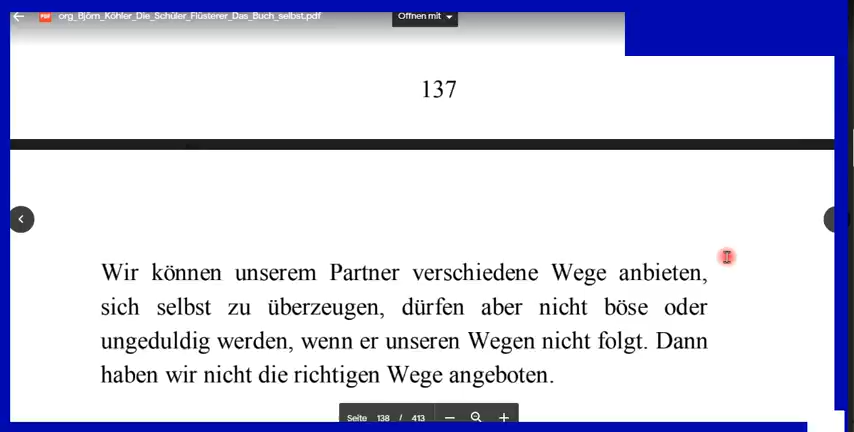 org_Björn_Köhler_Die_Schüler_Flüsterer_Das_Buch_selbst.pdf Öffnen mit
137
Wir können unserem Partner verschiedene Wege anbieten,
sich selbst zu überzeugen, dürfen aber nicht böse oder
ungeduldig werden, wenn er unseren Wegen nicht folgt. Dann
haben wir nicht die richtigen Wege angeboten.
Seite 138 / 413